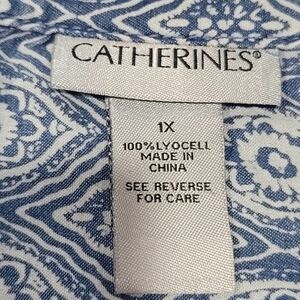 CATHERINES®
1X
100% LYOCELL
MADE IN
CHINA
SEE REVERSE
FOR CARE